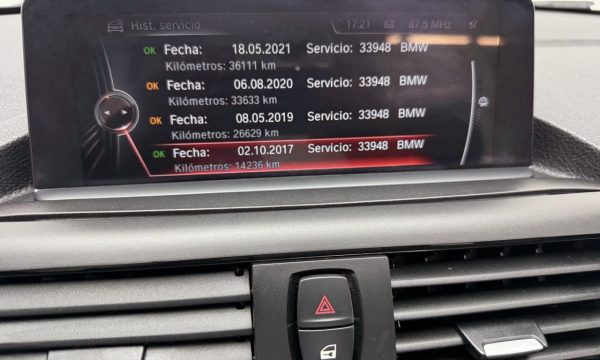 Hist. servicio 17:21 87.5 MHz
OK Fecha: 18.05.2021 Servicio: 33948 BMW
Kilómetros: 36111 km
OK Fecha: 06.08.2020 Servicio: 33948 BMW
Kilómetros: 33633 km
OK Fecha: 08.05.2019 Servicio: 33948 BMW
Kilómetros: 26629 km
OK Fecha: 02.10.2017 Servicio: 33948 BMW
Kilómetros: 14236 km